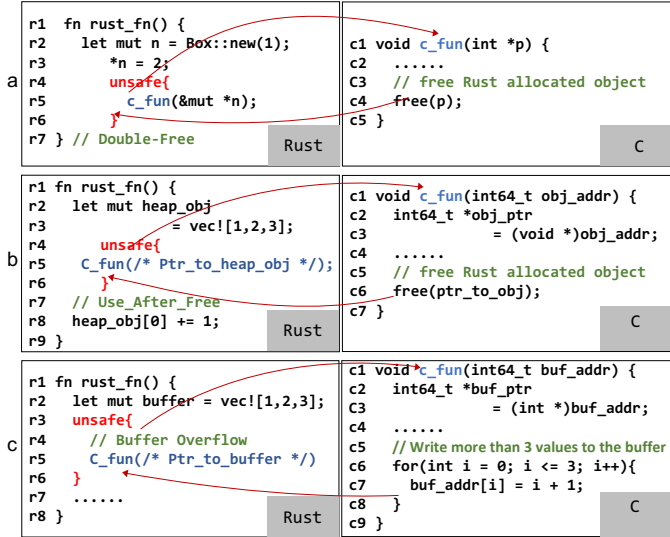 a
r1 fn rust_fn() {
r2 let mut n = Box::new(1);
r3 *n = 2;
r4 unsafe{
r5 c_fun(&mut *n);
r6 }
r7 } // Double-Free
Rust
c1 void c_fun(int *p) {
c2 ......
C3 // free Rust allocated object
c4 free(p);
c5 }
C
b
r1 fn rust_fn() {
r2 let mut heap_obj
r3 = vec![1,2,3];
r4 unsafe{
r5 C_fun(/* Ptr_to_heap_obj */);
r6 }
r7 // Use_After_Free
r8 heap_obj[0] += 1;
r9 }
Rust
c1 void c_fun(int64_t obj_addr) {
c2 int64_t *obj_ptr
c3 = (void *)obj_addr;
c4 ......
c5 // free Rust allocated object
c6 free(ptr_to_obj);
c7 }
C
c
r1 fn rust_fn() {
r2 let mut buffer = vec![1,2,3];
r3 unsafe{
r4 // Buffer Overflow
r5 C_fun(/* Ptr_to_buffer */)
r6 }
r7 ......
r8 }
Rust
c1 void c_fun(int64_t buf_addr) {
c2 int64_t *buf_ptr
C3 = (int *)buf_addr;
c4 ......
c5 // Write more than 3 values to the buffer
c6 for(int i = 0; i <= 3; i++){
c7 buf_addr[i] = i + 1;
c8 }
c9 }
C